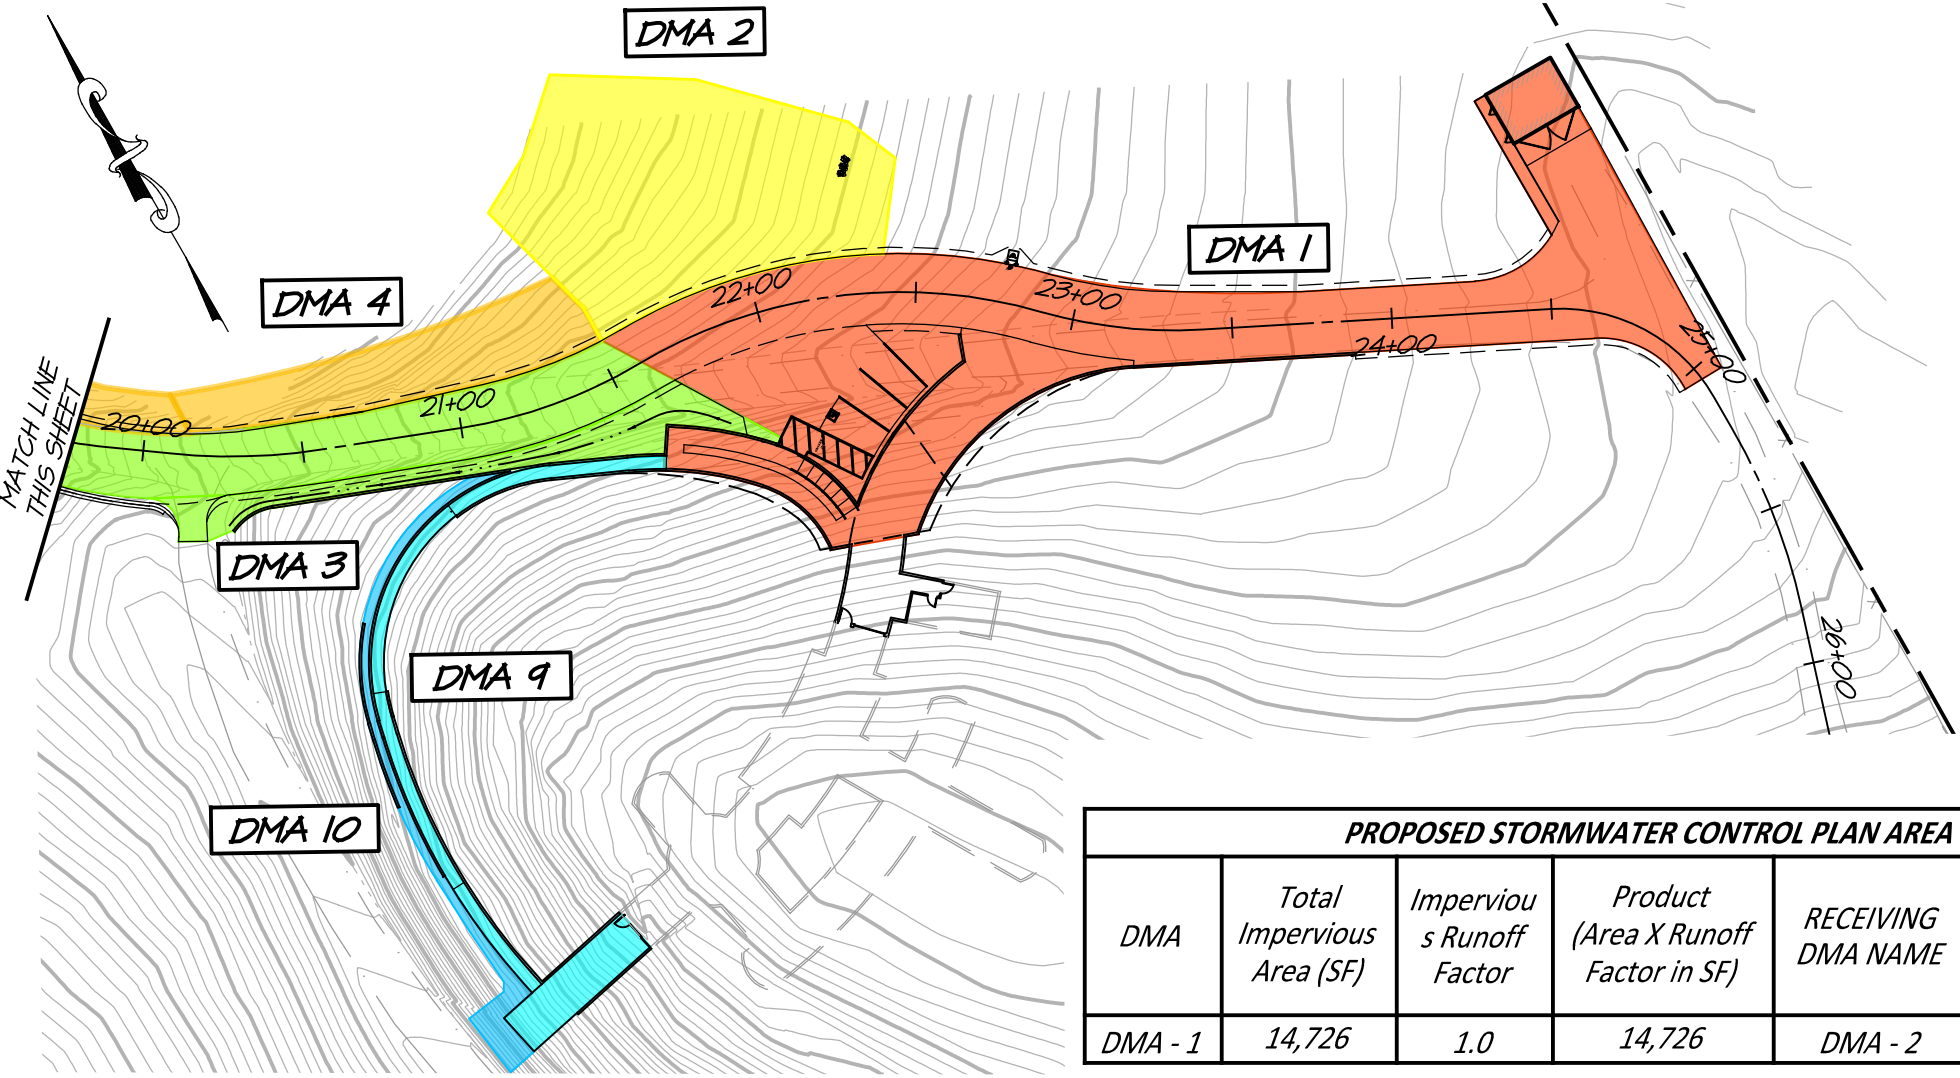 DMA 2
DMA 1
DMA 4
22+00
23+00
24+00
25+00
21+00
20+00
MATCH LINE
THIS SHEET
DMA 3
26+00
DMA 9
DMA 10
PROPOSED STORMWATER CONTROL PLAN AREA
DMA
Total
Impervious
Area (SF)
Imperviou
s Runoff
Factor
Product
(Area X Runoff
Factor in SF)
RECEIVING
DMA NAME
DMA - 1
14,726
1.0
14,726
DMA - 2